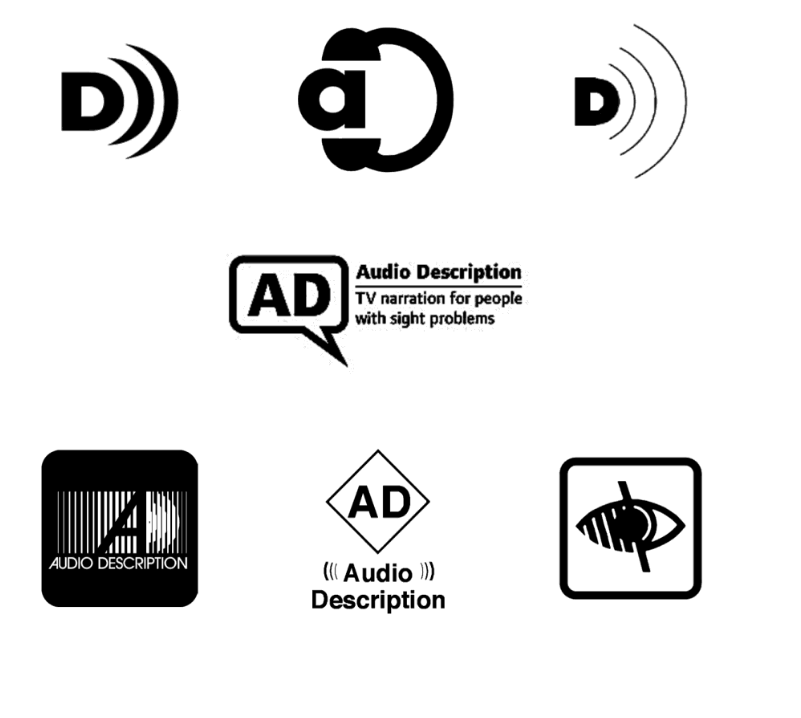 D
a
D
AD
Audio Description
TV narration for people
with sight problems
AD
AUDIO DESCRIPTION
AD
((( Audio )))
Description